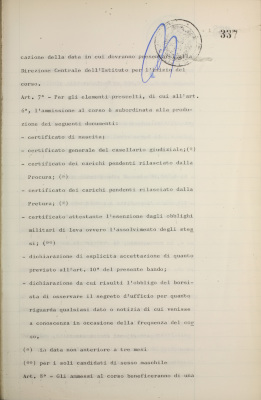 337
cazione della data in cui dovranno presentarsi alla
Direzione Centrale dell'Istituto per l'inizio del
corso.
Art. 7° - Per gli elementi prescelti, di cui all'art.
6°, l'ammissione al corso è subordinata alla produ-
zione dei seguenti documenti:
- certificato di nascita;
- certificato generale del casellario giudiziale;(*)
- certificato dei carichi pendenti rilasciato dalla
Procura; (*)
- certificato dei carichi pendenti rilasciato dalla
Pretura; (*)
- certificato attestante l'esenzione dagli obblighi
militari di leva ovvero l'assolvimento degli stes
si; (**)
- dichiarazione di esplicita accettazione di quanto
previsto all'art. 10° del presente bando;
- dichiarazione da cui risulti l'obbligo del borsi-
sta di osservare il segreto d'ufficio per quanto
riguarda qualsiasi dato o notizia di cui venisse
a conoscenza in occasione della frequenza del cor
so.
(*) in data non anteriore a tre mesi
(**) per i soli candidati di sesso maschile
Art. 8° - Gli ammessi al corso beneficeranno di una